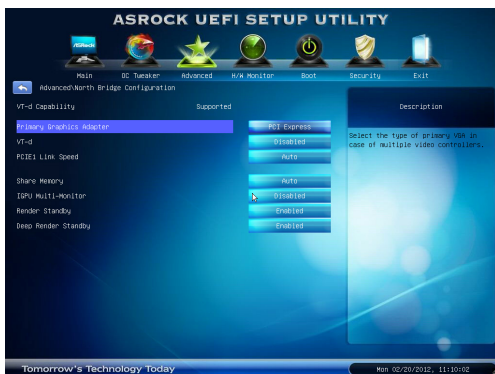 ASROCK UEFI SETUP UTILITY
ASRock
Main OC Tweaker Advanced H/W Monitor Boot Security Exit
Advanced\North Bridge Configuration
Description
VT-d Capability Supported
Primary Graphics Adapter PCI Express
Select the type of primary VGA in
case of multiple video controllers.
VT-d Disabled
PCIE1 Link Speed Auto
Share Memory Auto
IGPU Multi-Monitor Disabled
Render Standby Enabled
Deep Render Standby Enabled
Tomorrow's Technology Today
Mon 02/20/2012, 11:10:02